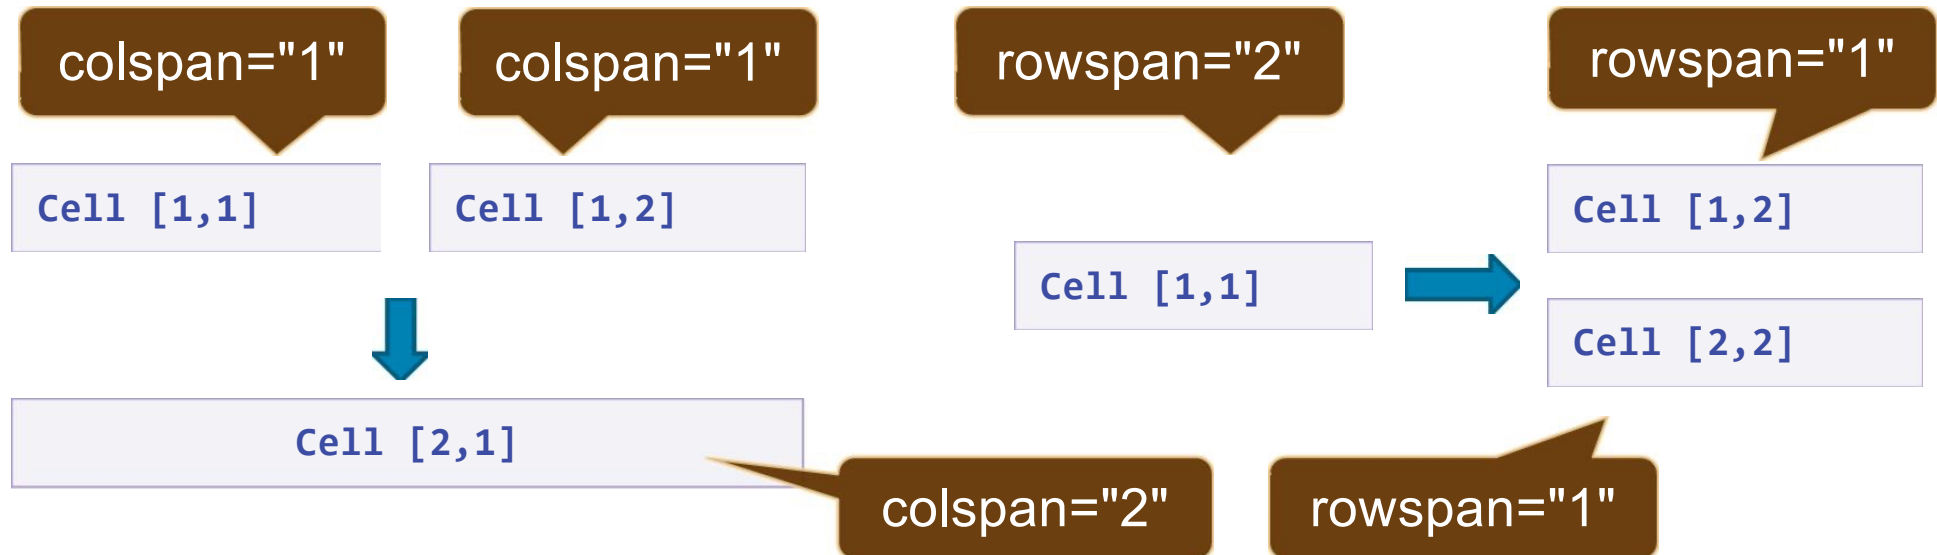 colspan="1"
colspan="1"
rowspan="2"
rowspan="1"
Cell [1,1]
Cell [1,2]
Cell [1,1]
Cell [1,2]
Cell [2,2]
Cell [2,1]
colspan="2"
rowspan="1"